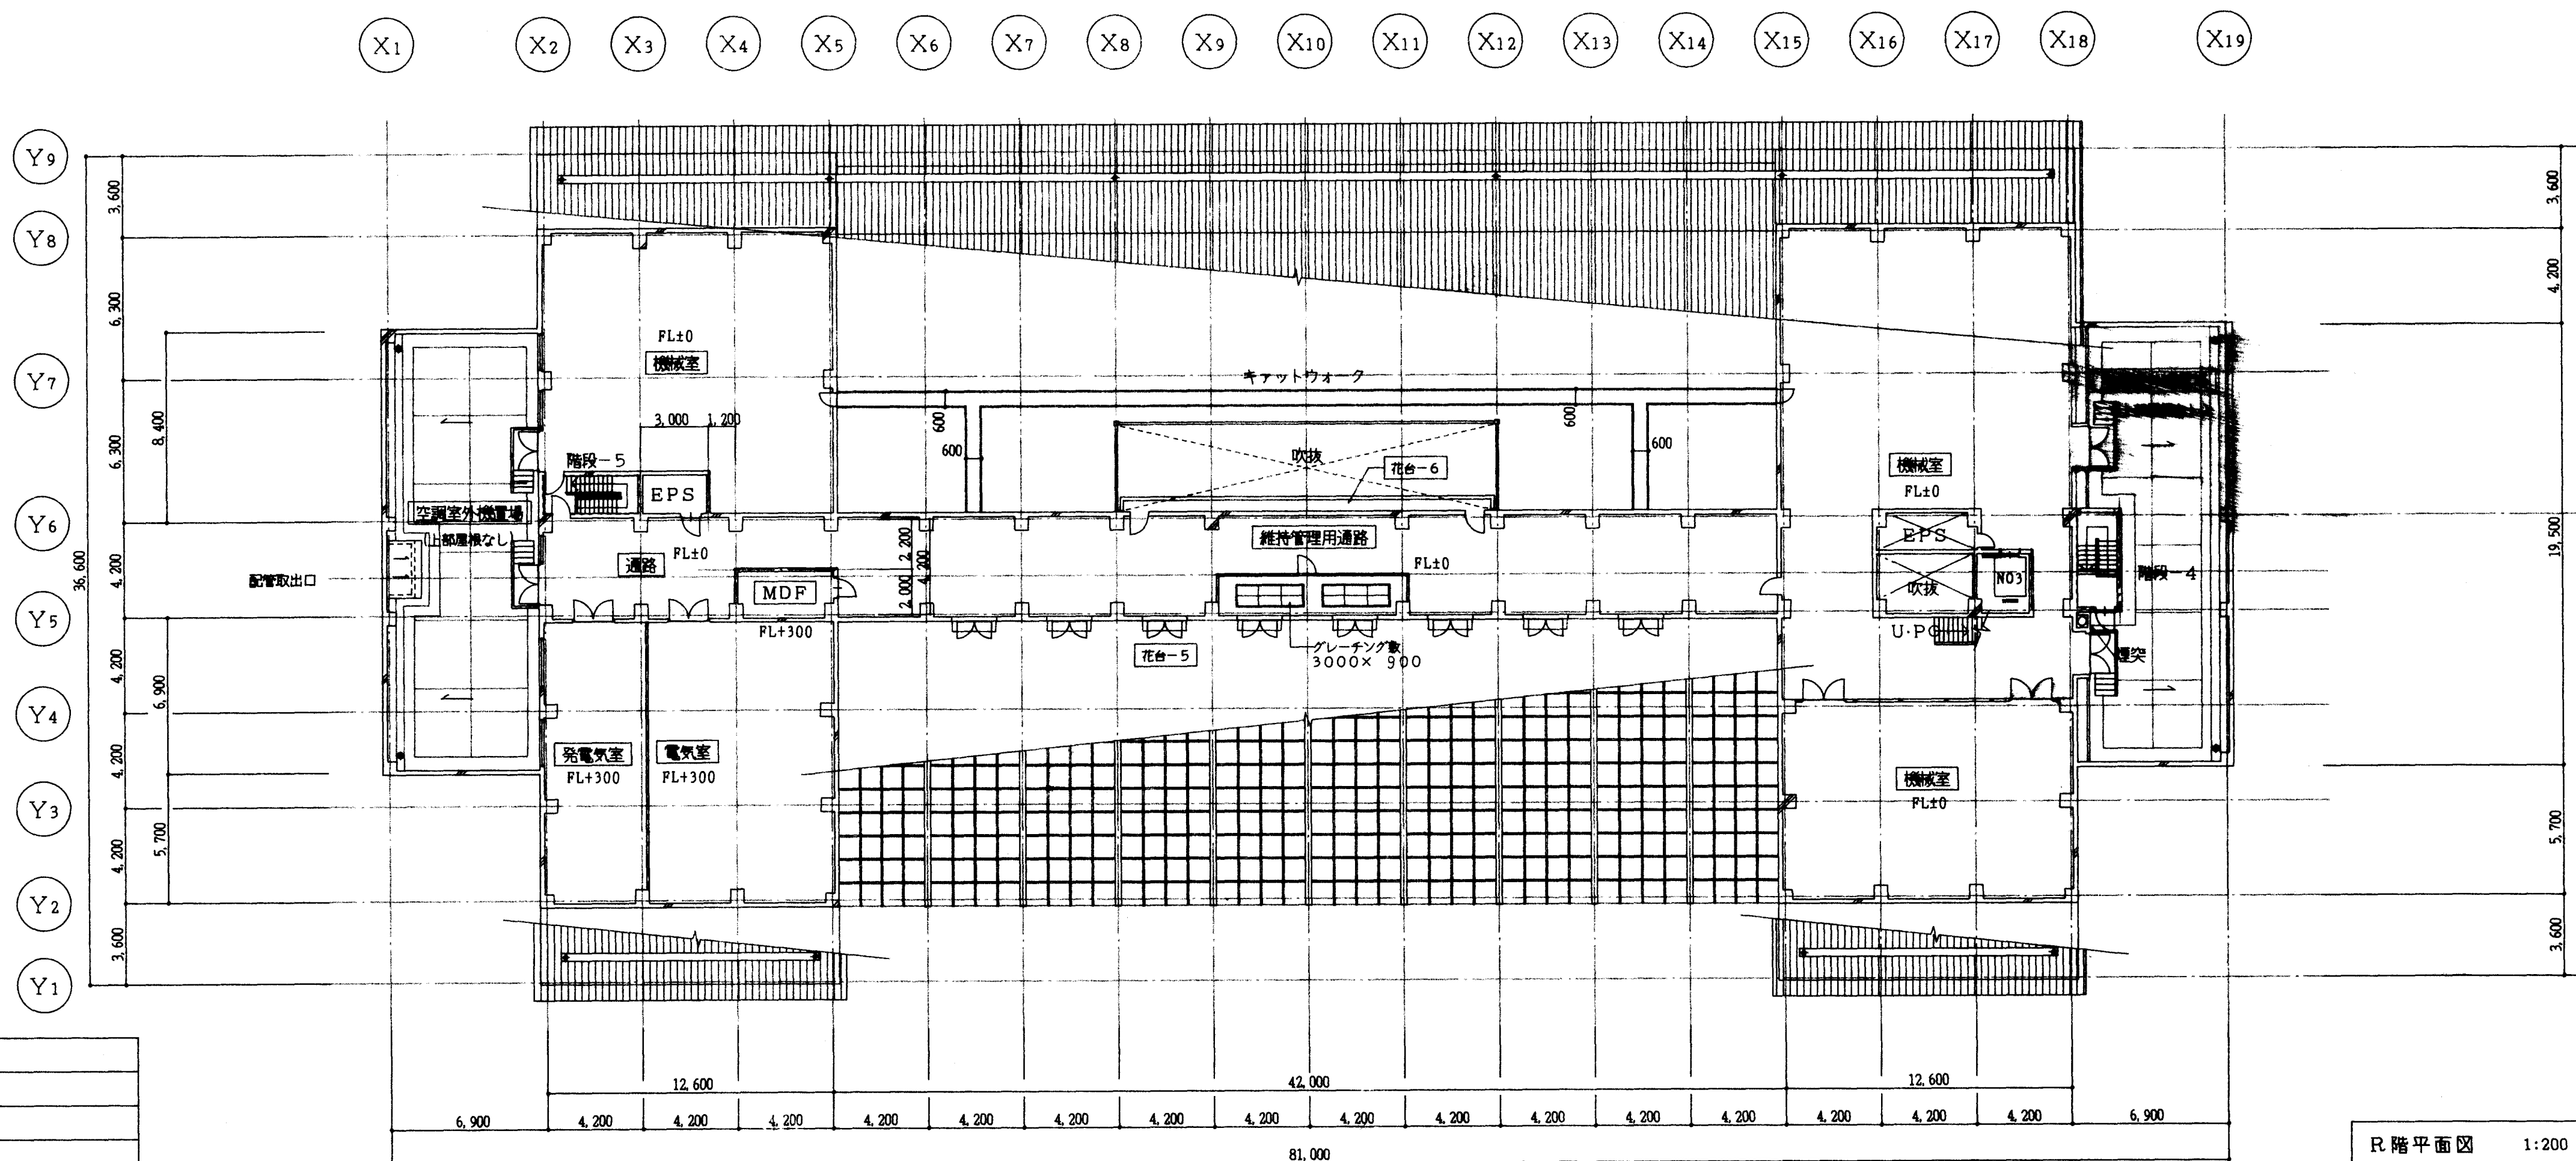 X1 X2 X3 X4 X5 X6 X7 X8 X9 X10 X11 X12 X13 X14 X15 X16 X17 X18 X19
Y9
Y8
Y7
Y6
Y5
Y4
Y3
Y2
Y1
36,600
3,600
6,300
6,300
4,200
4,200
4,200
4,200
3,600
8,400
6,900
5,700
3,600
4,200
19,500
5,700
3,600
FL±0
機械室
3,000 1,200
階段-5
EPS
空調室外機置場
(上部屋根なし)
配管取出口
通路
FL±0
MDF
FL+300
2,200
4,200
2,000
発電気室
FL+300
電気室
FL+300
キャットウォーク
600
600
600
600
吹抜
花台-6
維持管理用通路
FL±0
花台-5
グレーチング敷
3000× 900
機械室
FL±0
EPS
吹抜
NO3
階段-4
煙突
機械室
FL±0
12,600 42,000 12,600
6,900 4,200 4,200 4,200 4,200 4,200 4,200 4,200 4,200 4,200 4,200 4,200 4,200 4,200 4,200 4,200 4,200 6,900
81,000
R階平面図 1:200